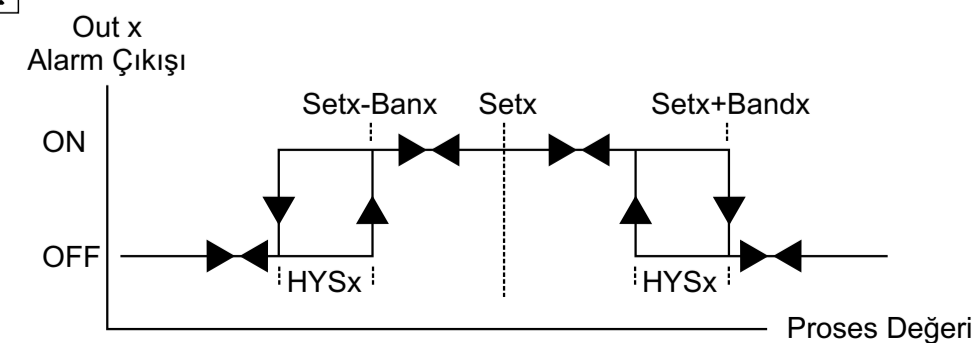 Out x
Alarm Çıkışı
Setx-Banx Setx Setx+Bandx
ON
OFF
HYSx HYSx
Proses Değeri